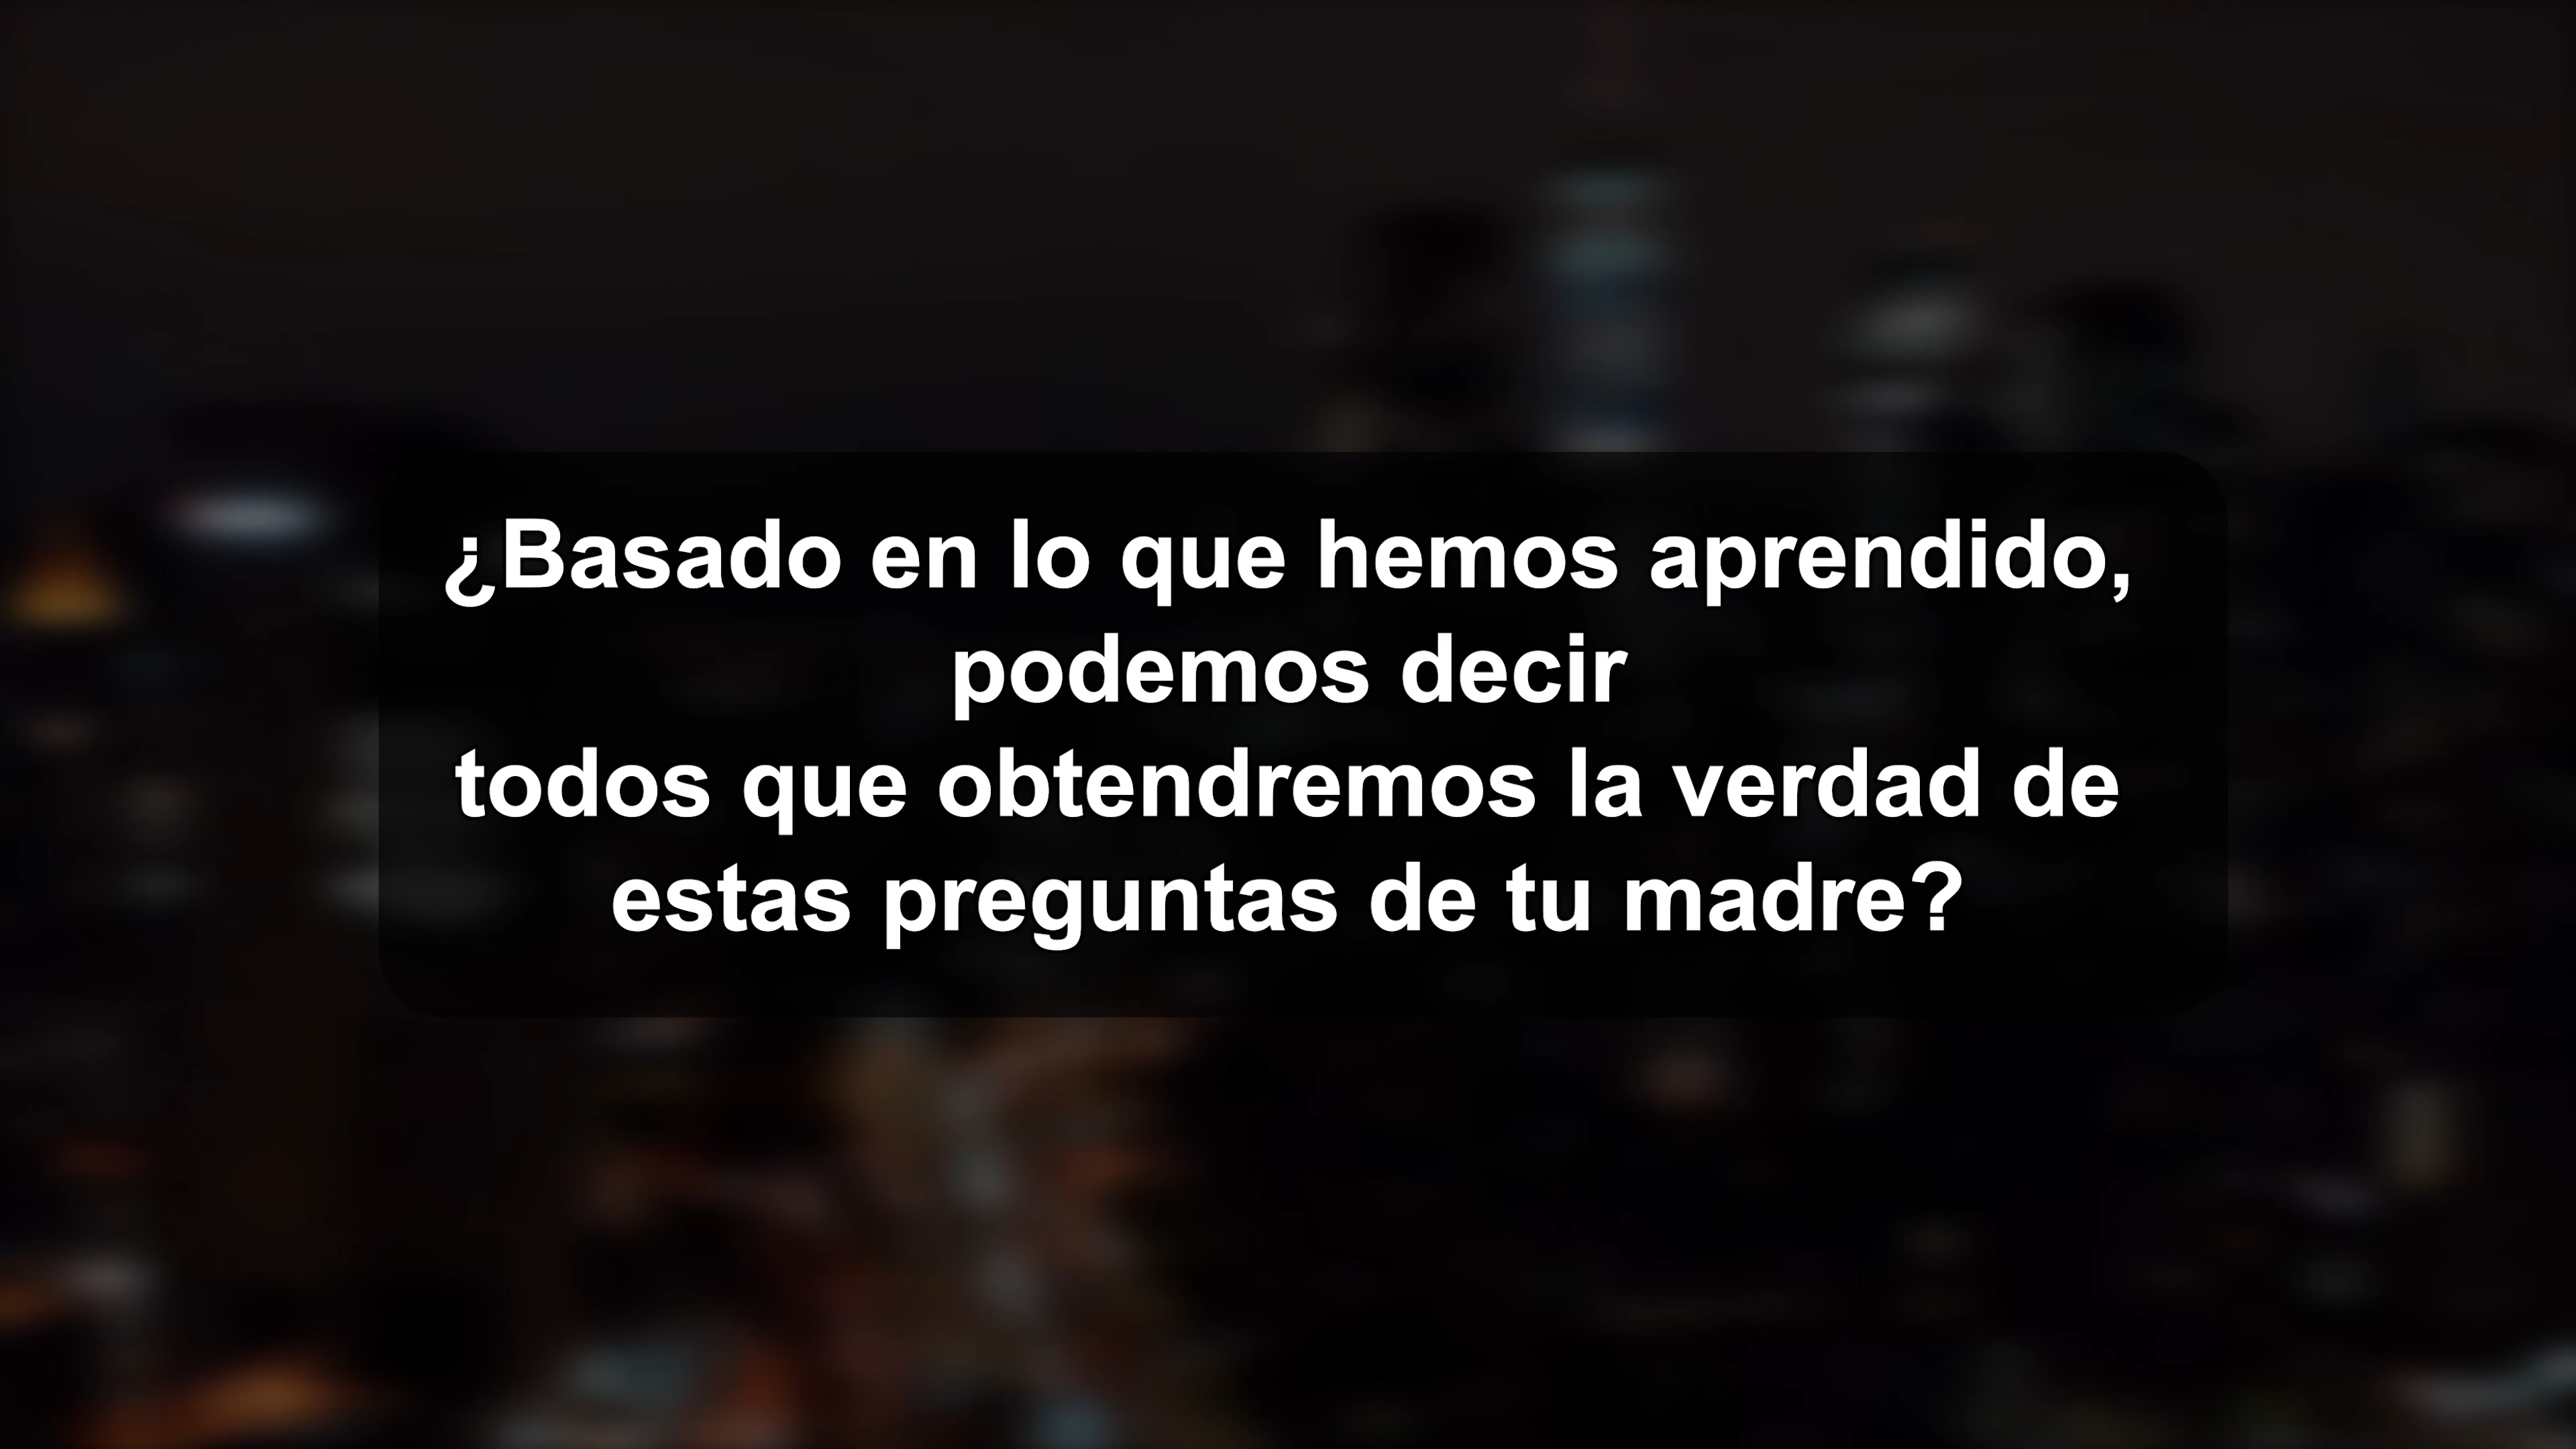 ¿Basado en lo que hemos aprendido,
podemos decir
todos que obtendremos la verdad de
estas preguntas de tu madre?